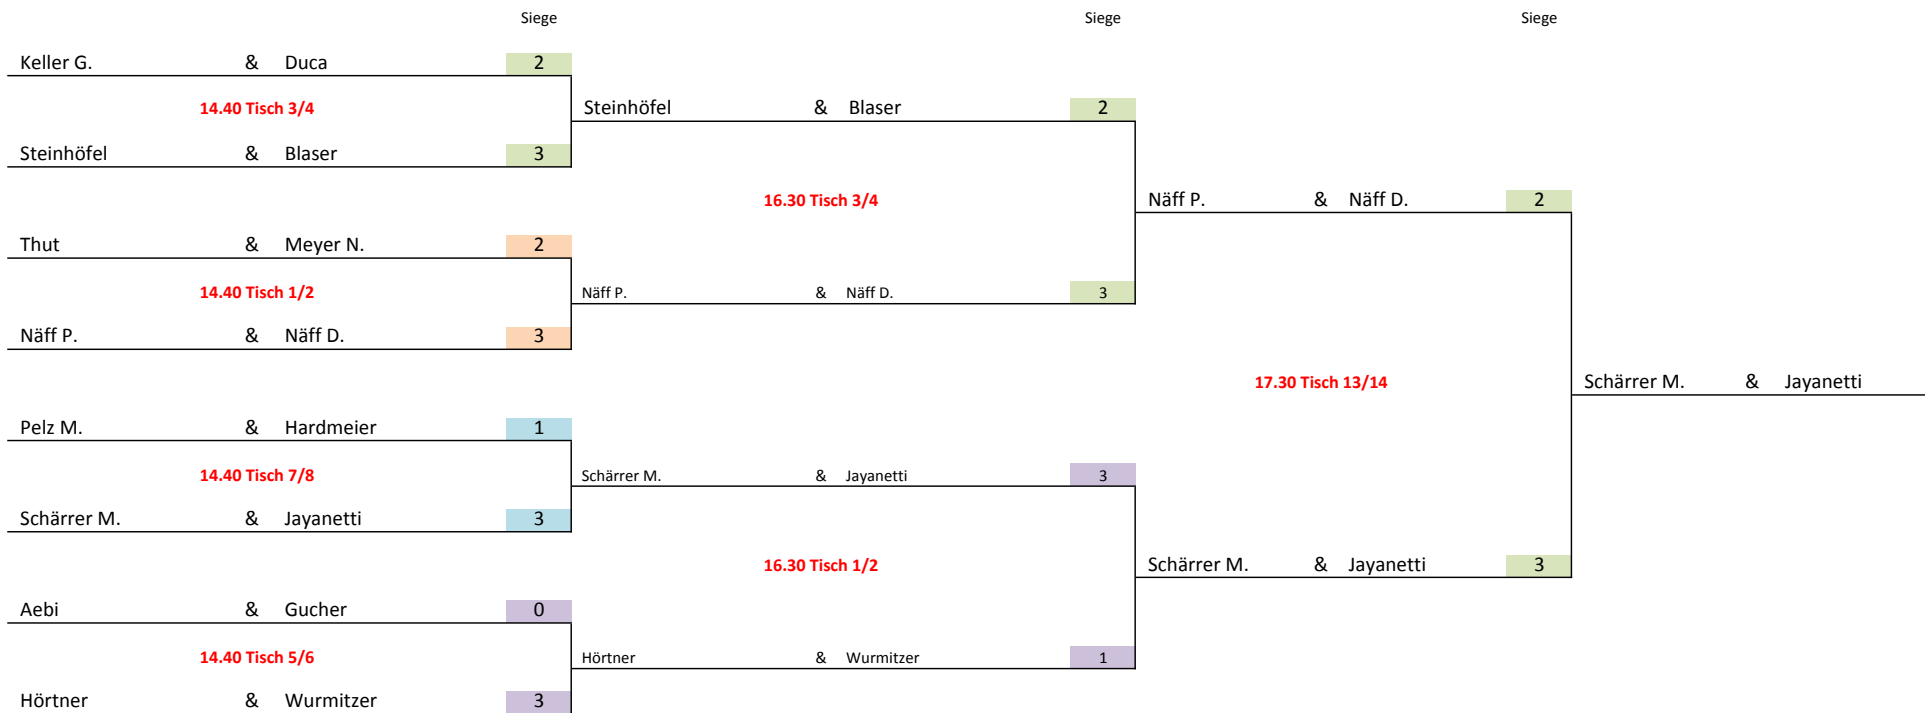 Siege Siege Siege
Keller G. & Duca 2
14.40 Tisch 3/4 Steinhöfel & Blaser 2
Steinhöfel & Blaser 3
16.30 Tisch 3/4 Näff P. & Näff D. 2
Thut & Meyer N. 2
14.40 Tisch 1/2 Näff P. & Näff D. 3
Näff P. & Näff D. 3
17.30 Tisch 13/14 Schärrer M. & Jayanetti
Pelz M. & Hardmeier 1
14.40 Tisch 7/8 Schärrer M. & Jayanetti 3
Schärrer M. & Jayanetti 3
16.30 Tisch 1/2 Schärrer M. & Jayanetti 3
Aebi & Gucher 0
14.40 Tisch 5/6 Hörtner & Wurmitzer 1
Hörtner & Wurmitzer 3